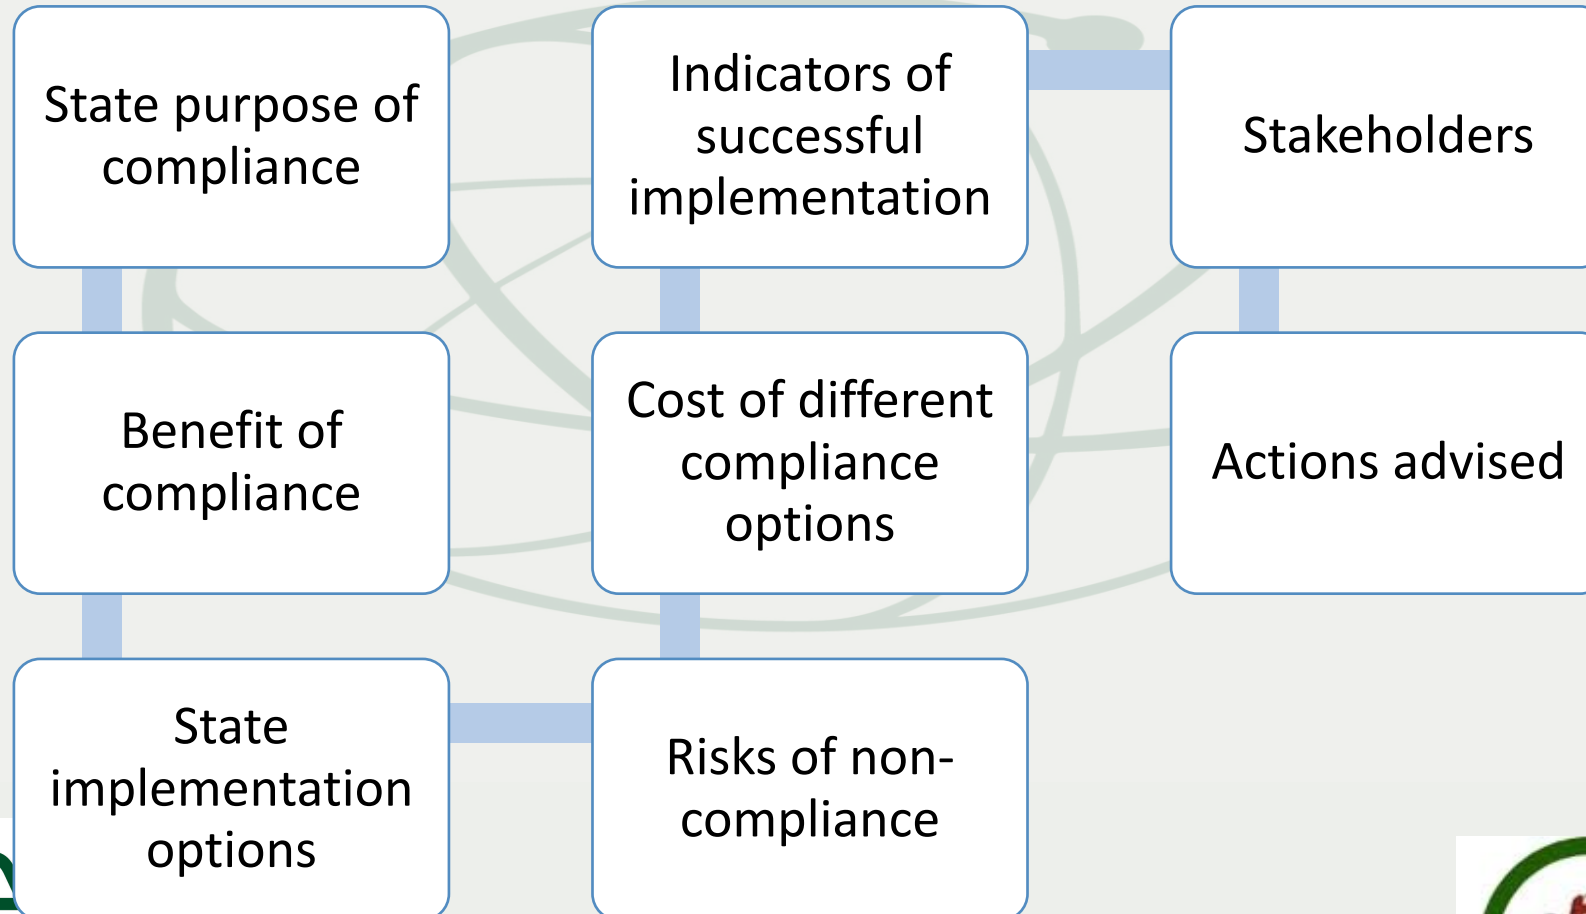 State purpose of
compliance
Benefit of
compliance
State
implementation
options
Risks of non-
compliance
Cost of different
compliance
options
Indicators of
successful
implementation
Stakeholders
Actions advised